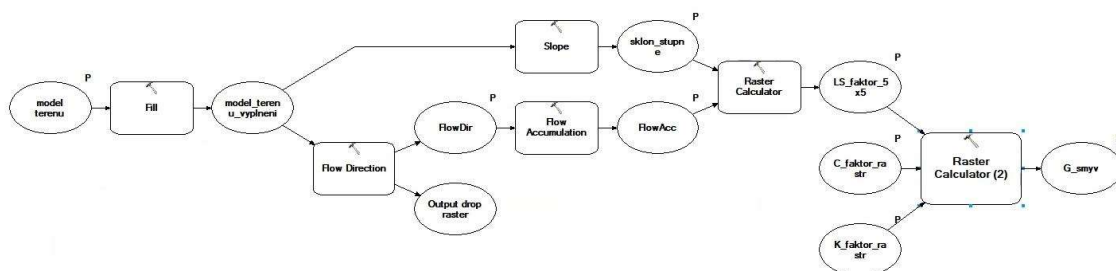 P
model
terenu
Fill
model_teren
u_vyplneni
Slope
P
sklon_stupn
e
Flow Direction
P
FlowDir
Output drop
raster
Flow
Accumulation
P
FlowAcc
Raster
Calculator
P
LS_faktor_5
x5
P
C_faktor_ra
str
P
K_faktor_ra
str
Raster
Calculator (2)
G_smyv